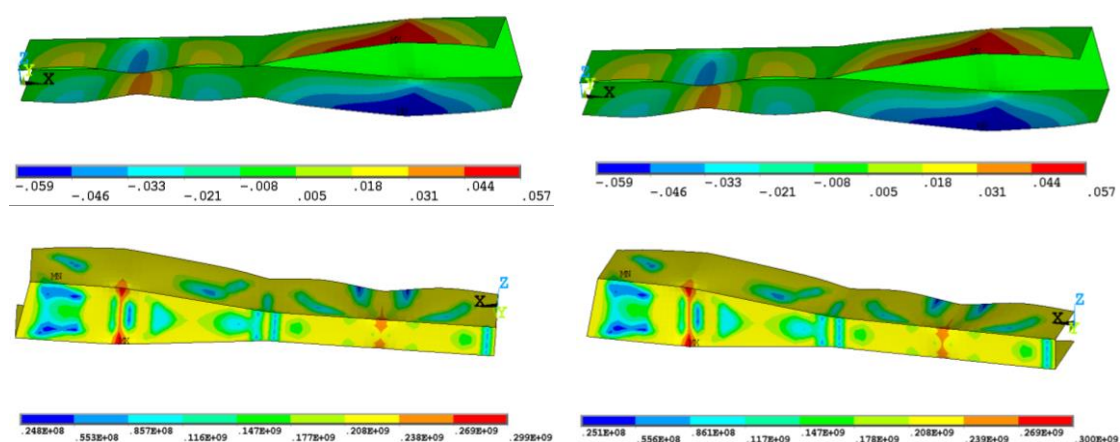 Z
Y
X
Z
Y
X
-.059 -.033 -.008 .018 .044
-.046 -.021 .005 .031 .057
-.059 -.033 -.008 .018 .044
-.046 -.021 .005 .031 .057
MN
Z
X
Y
MX
MN
Z
X
MX
.248E+08 .857E+08 .147E+09 .208E+09 .269E+09
.553E+08 .116E+09 .177E+09 .238E+09 .299E+09
.251E+08 .861E+08 .147E+09 .208E+09 .269E+09
.556E+08 .117E+09 .178E+09 .239E+09 .300E+09